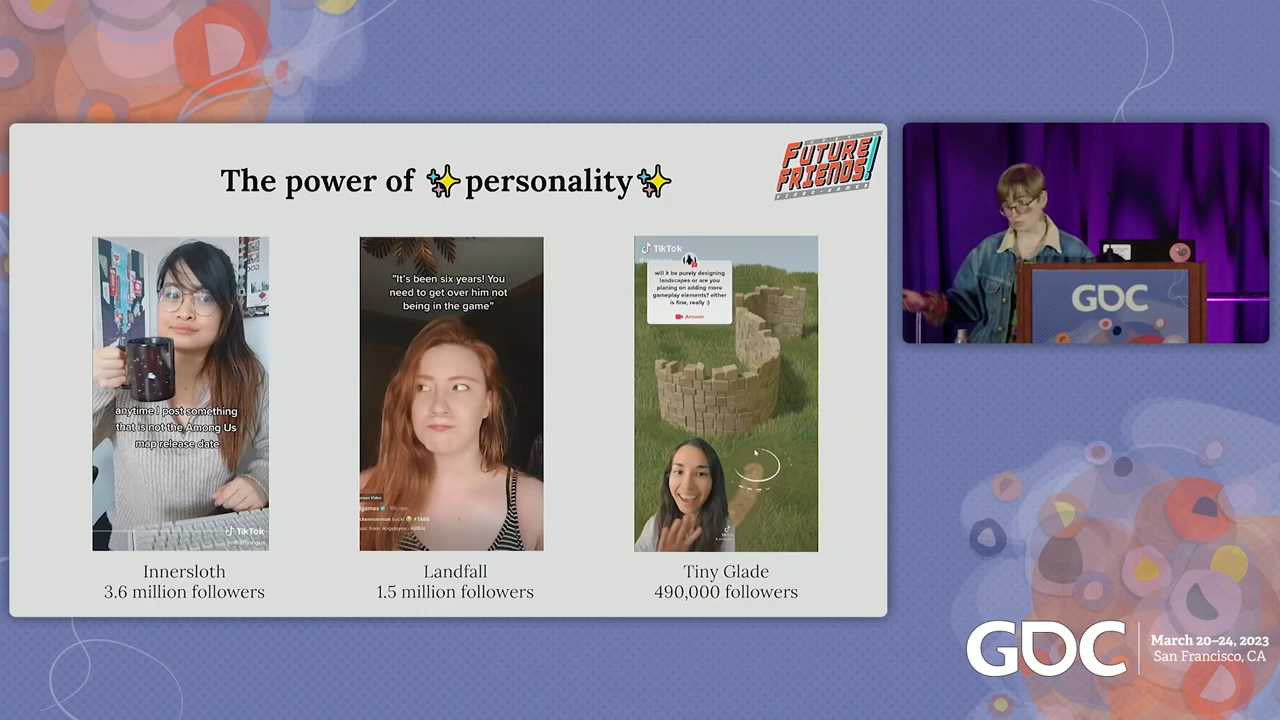 The power of ✨personality✨
FUTURE
FRIENDS!
anytime I post something
that is not the Among Us
map release date
TikTok
"It's been six years! You
need to get over him not
being in the game"
TikTok
will it be purely designing
landscapes or are you
planing on adding more
gameplay elements? either
is fine, really :)
Answer
Innersloth
3.6 million followers
Landfall
1.5 million followers
Tiny Glade
490,000 followers
GDC
GDC
March 20–24, 2023
San Francisco, CA